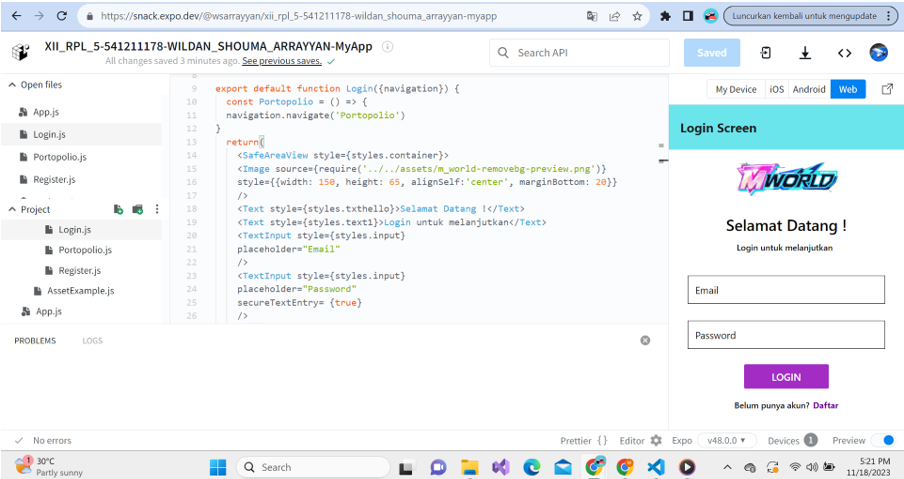 https://snack.expo.dev/@wsarrayyan/xii_rpl_5-541211178-wildan_shouma_arrayyan-myapp
Luncurkan kembali untuk mengupdate
XII_RPL_5-541211178-WILDAN_SHOUMA_ARRAYYAN-MyApp
All changes saved 3 minutes ago. See previous saves.
Search API
Saved
Open files
App.js
Login.js
Portopolio.js
Register.js
Project
Login.js
Portopolio.js
Register.js
AssetExample.js
App.js
8
9 export default function Login({navigation}) {
10 const Portopolio = () => {
11 navigation.navigate('Portopolio')
12 }
13 return(
14 <SafeAreaView style={styles.container}>
15 <Image source={require('../../assets/m_world-removebg-preview.png')}
16 style={{width: 150, height: 65, alignSelf:'center', marginBottom: 20}}
17 />
18 <Text style={styles.txthello}>Selamat Datang !</Text>
19 <Text style={styles.text1}>Login untuk melanjutkan</Text>
20 <TextInput style={styles.input}
21 placeholder="Email"
22 />
23 <TextInput style={styles.input}
24 placeholder="Password"
25 secureTextEntry= {true}
26 />
My Device iOS Android Web
Login Screen
MWORLD
Selamat Datang !
Login untuk melanjutkan
Email
Password
LOGIN
Belum punya akun? Daftar
PROBLEMS LOGS
No errors
Prettier { } Editor Expo v48.0.0 Devices 1 Preview
1
30°C
Partly sunny
Search
5:21 PM
11/18/2023